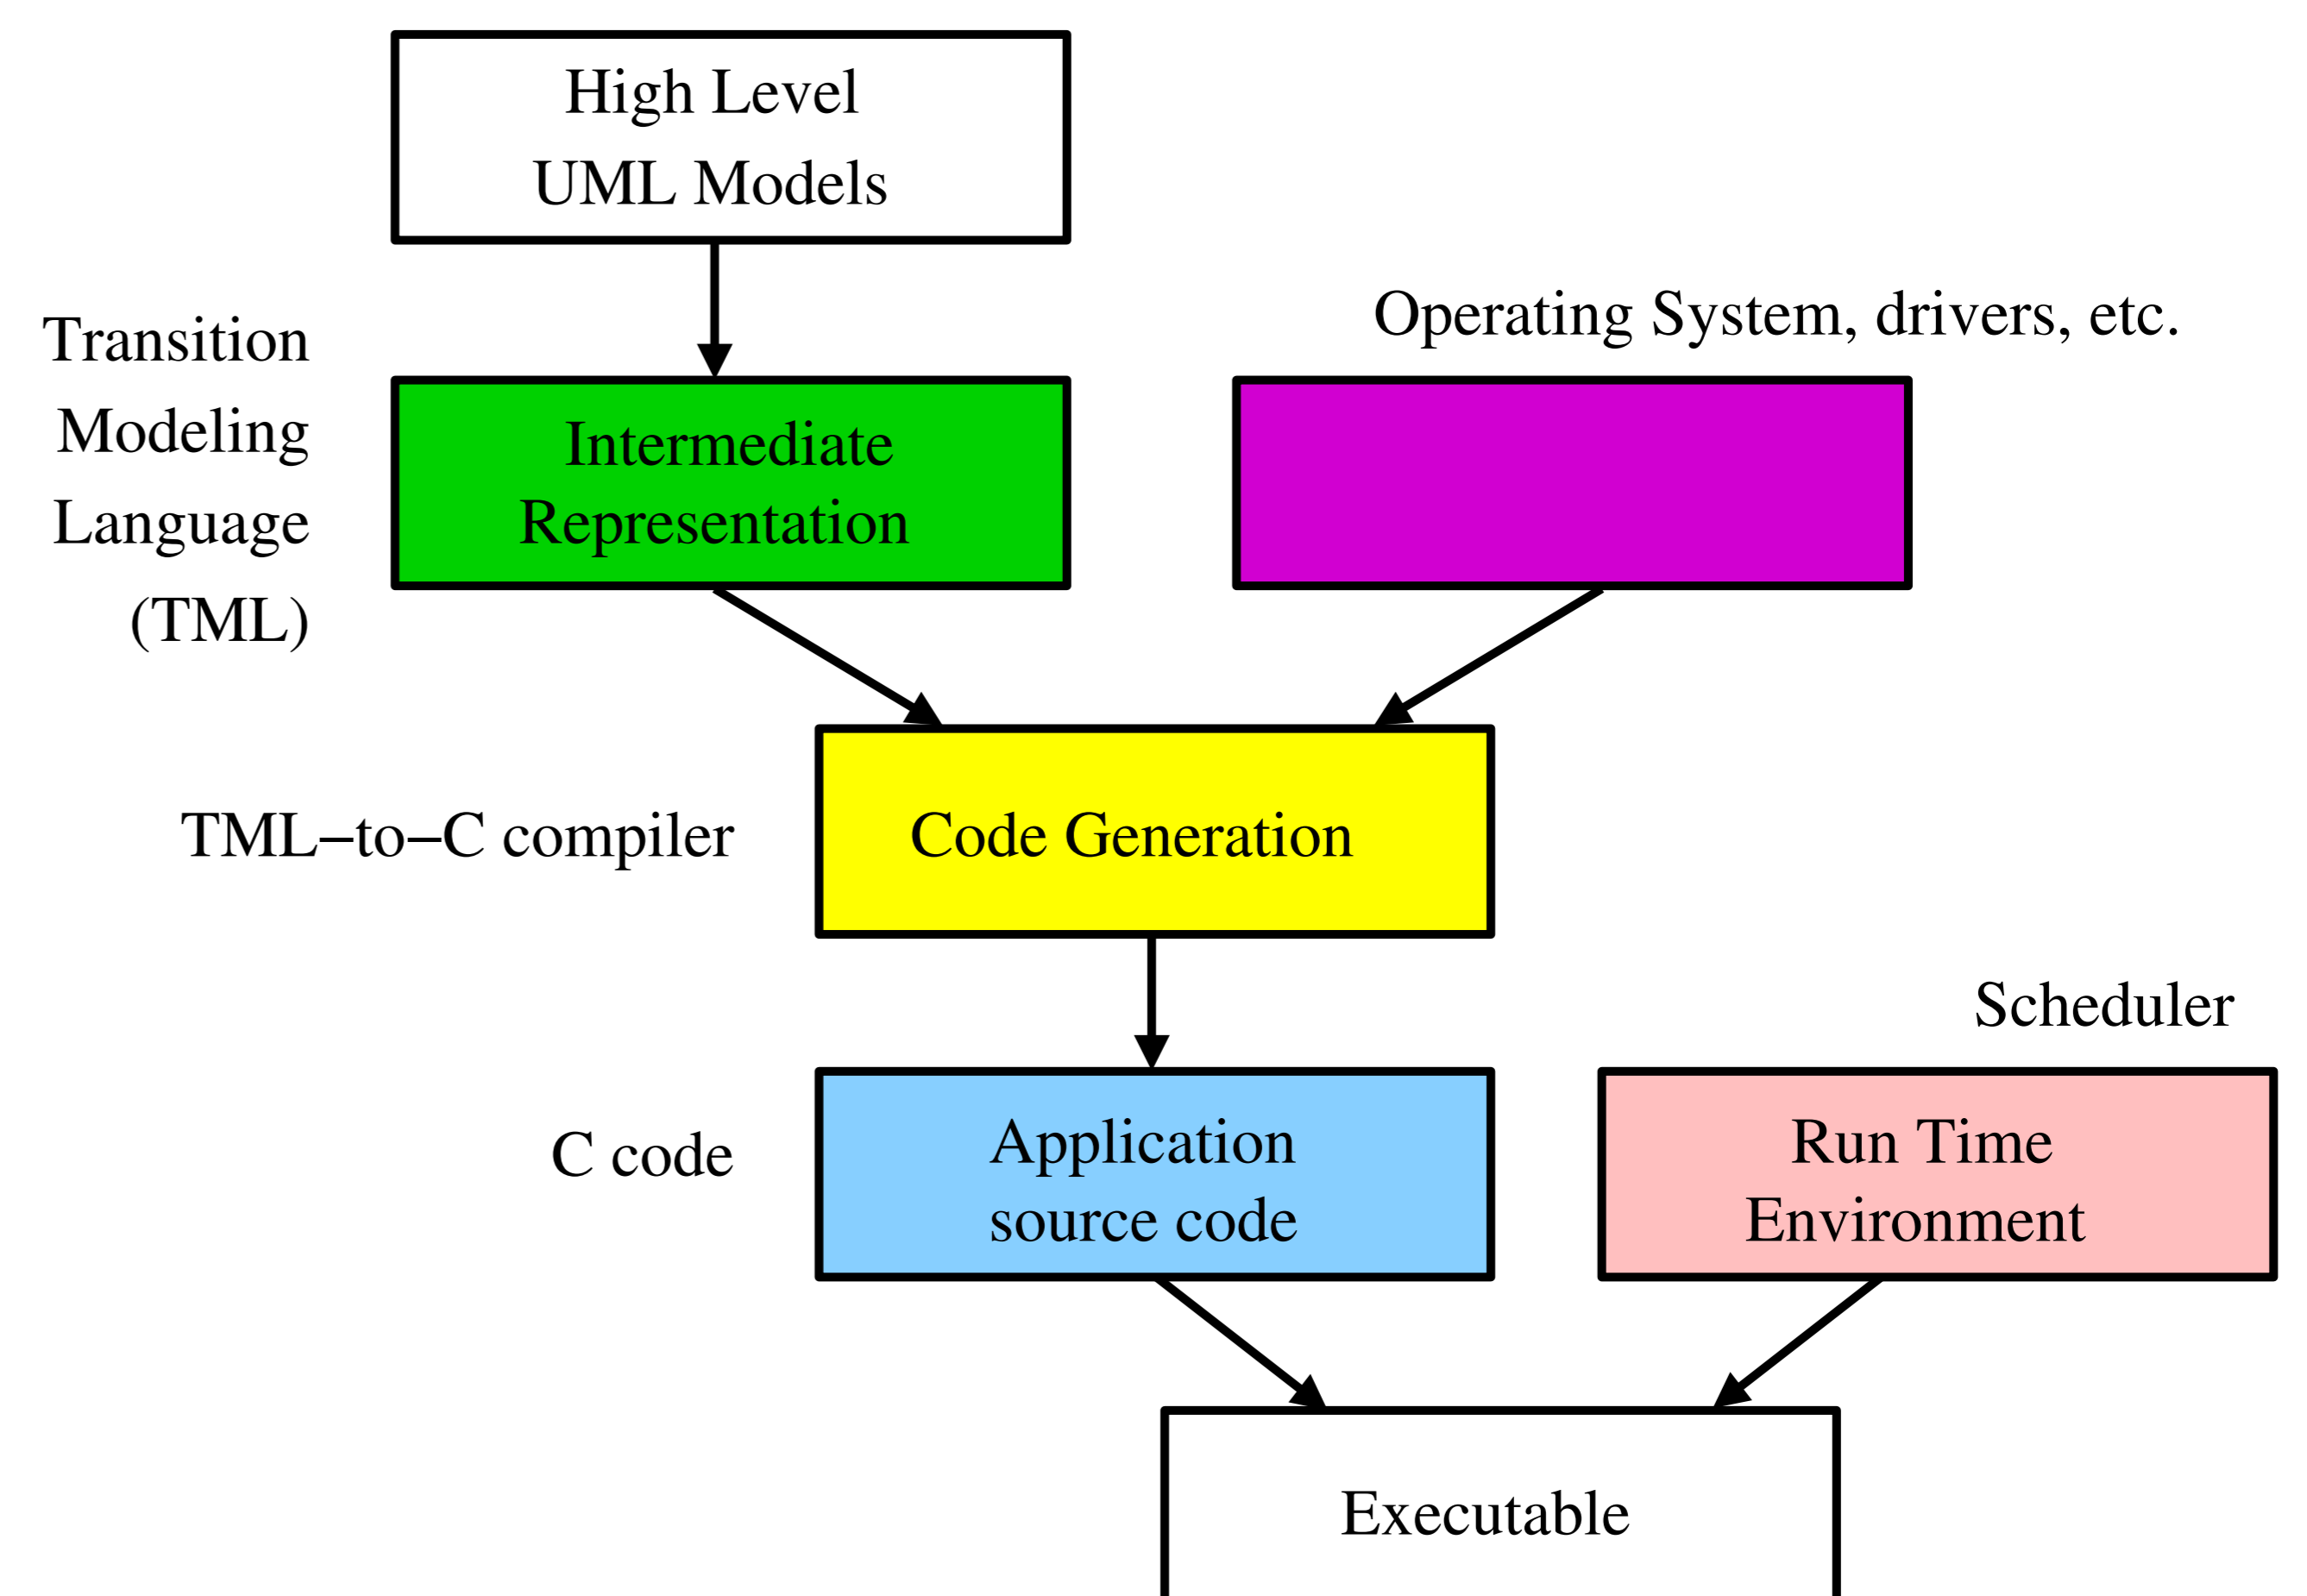 High Level
UML Models
Operating System, drivers, etc.
Transition
Modeling
Language
(TML)
Intermediate
Representation
TML–to–C compiler
Code Generation
Scheduler
C code
Application
source code
Run Time
Environment
Executable